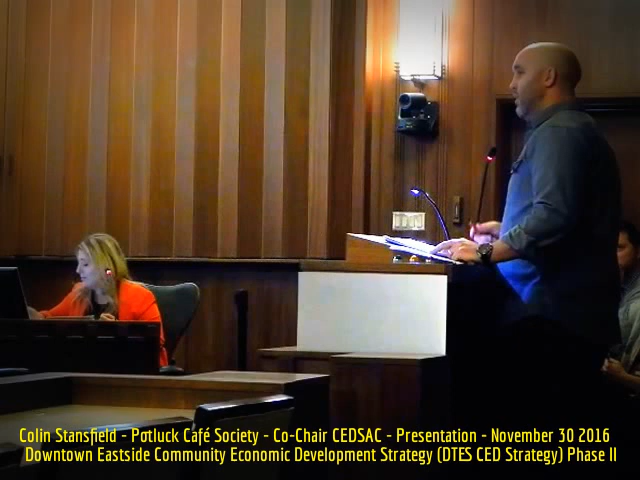 Colin Stansfield - Potluck Café Society - Co-Chair CEDSAC - Presentation - November 30 2016
Downtown Eastside Community Economic Development Strategy (DTES CED Strategy) Phase II